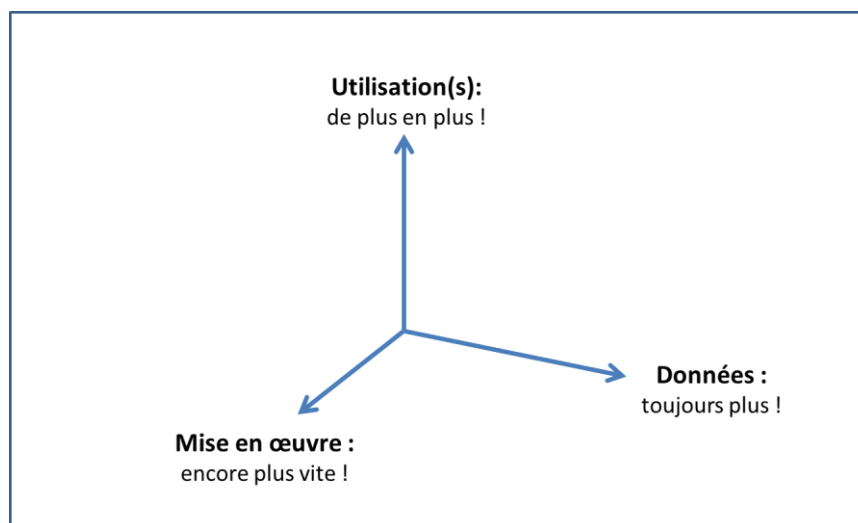 Utilisation(s):
de plus en plus !
Données :
toujours plus !
Mise en œuvre :
encore plus vite !